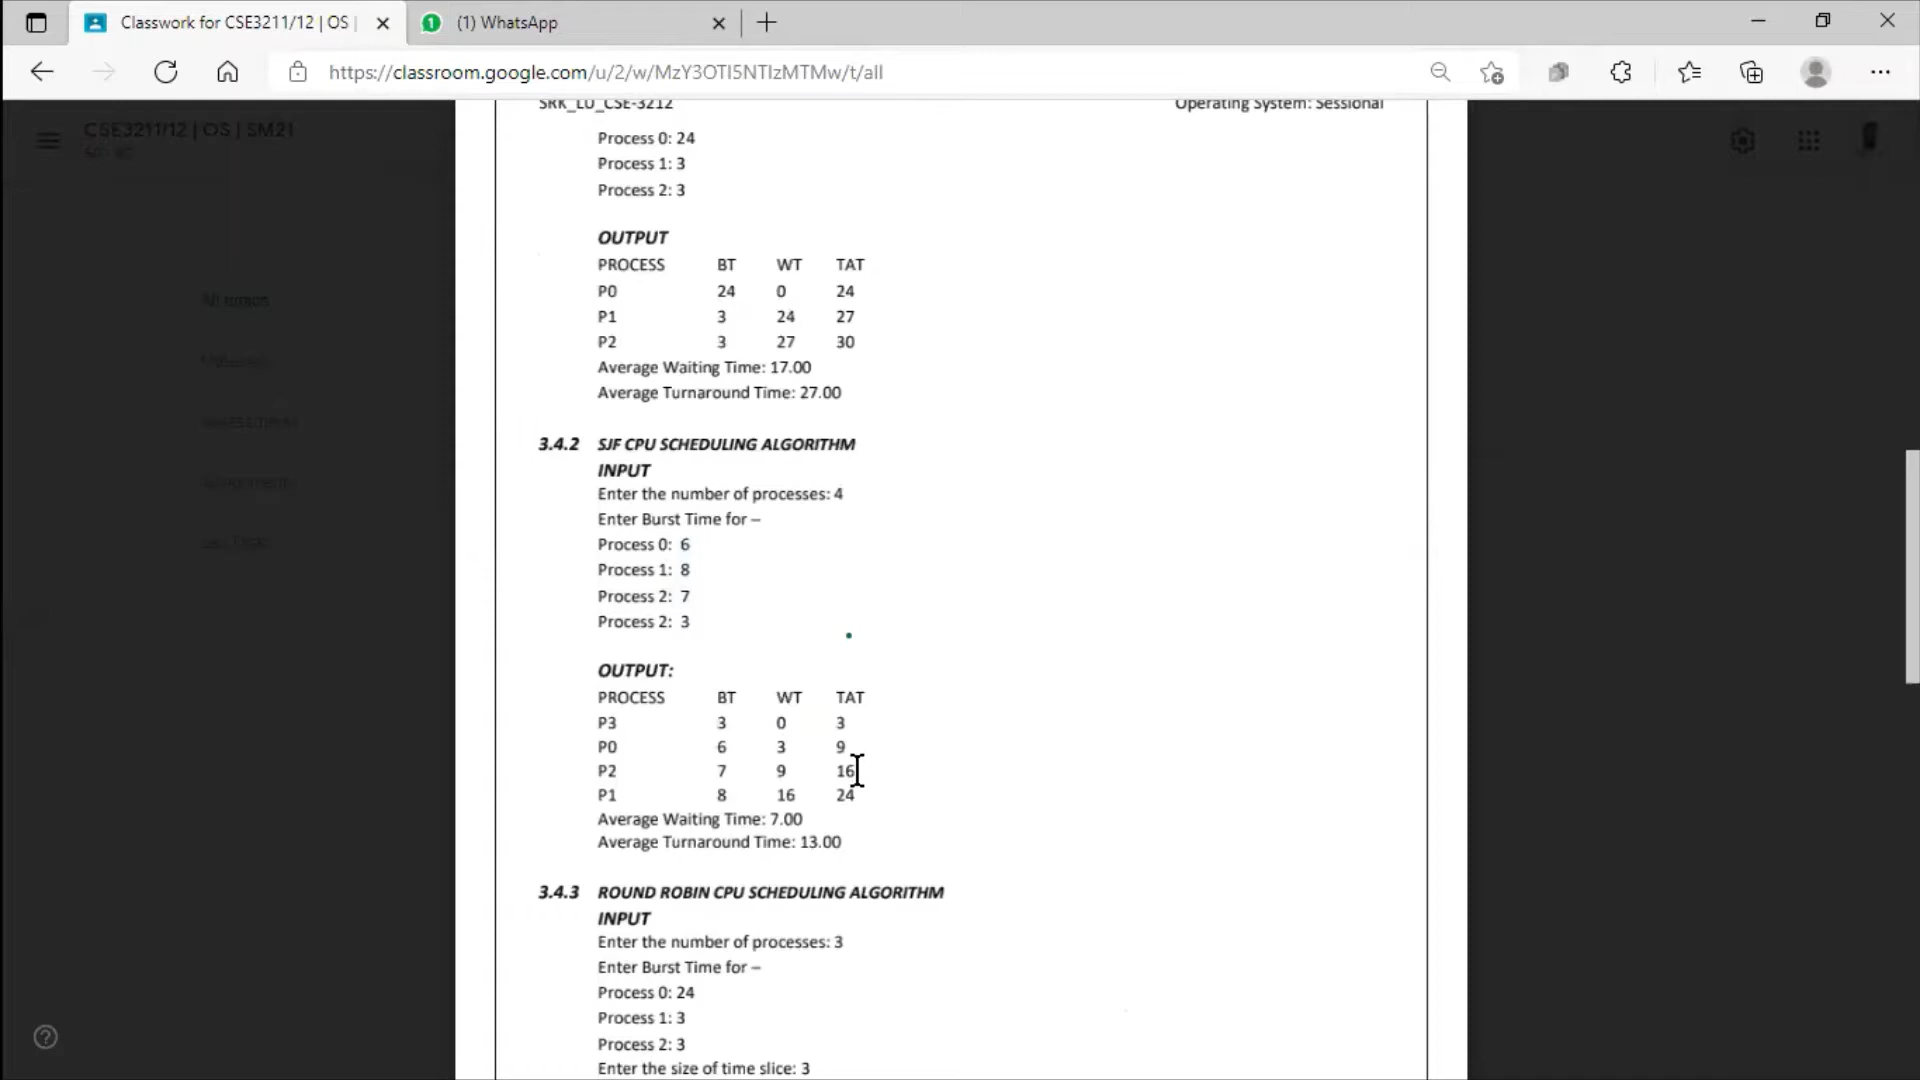 Classwork for CSE3211/12 | OS |
(1) WhatsApp
https://classroom.google.com/u/2/w/MzY3OTI5NTIzMTMw/t/all
CSE3211/12 | OS | SM21
SRK_LU_CSE-3212 Operating System: Sessional
Process 0: 24
Process 1: 3
Process 2: 3
OUTPUT
PROCESS BT WT TAT
P0 24 0 24
P1 3 24 27
P2 3 27 30
Average Waiting Time: 17.00
Average Turnaround Time: 27.00
3.4.2 SJF CPU SCHEDULING ALGORITHM
INPUT
Enter the number of processes: 4
Enter Burst Time for –
Process 0: 6
Process 1: 8
Process 2: 7
Process 2: 3
OUTPUT:
PROCESS BT WT TAT
P3 3 0 3
P0 6 3 9
P2 7 9 16
P1 8 16 24
Average Waiting Time: 7.00
Average Turnaround Time: 13.00
3.4.3 ROUND ROBIN CPU SCHEDULING ALGORITHM
INPUT
Enter the number of processes: 3
Enter Burst Time for –
Process 0: 24
Process 1: 3
Process 2: 3
Enter the size of time slice: 3